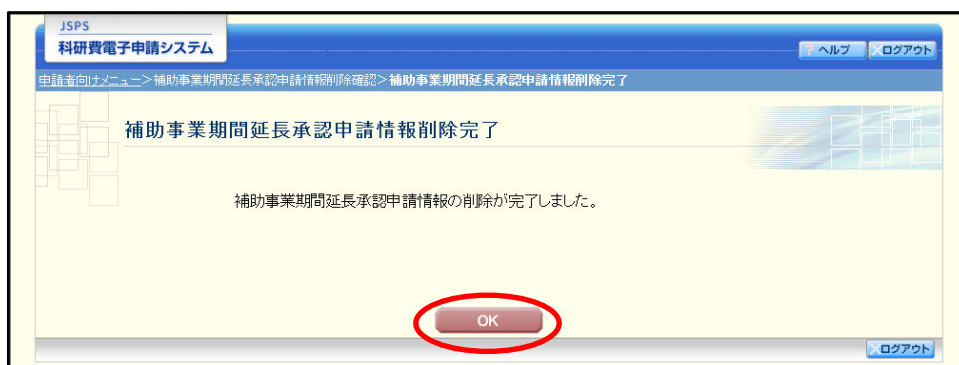 JSPS
科研費電子申請システム
? ヘルプ
×ログアウト
申請者向けメニュー>補助事業期間延長承認申請情報削除確認>補助事業期間延長承認申請情報削除完了
補助事業期間延長承認申請情報削除完了
補助事業期間延長承認申請情報の削除が完了しました。
OK
×ログアウト